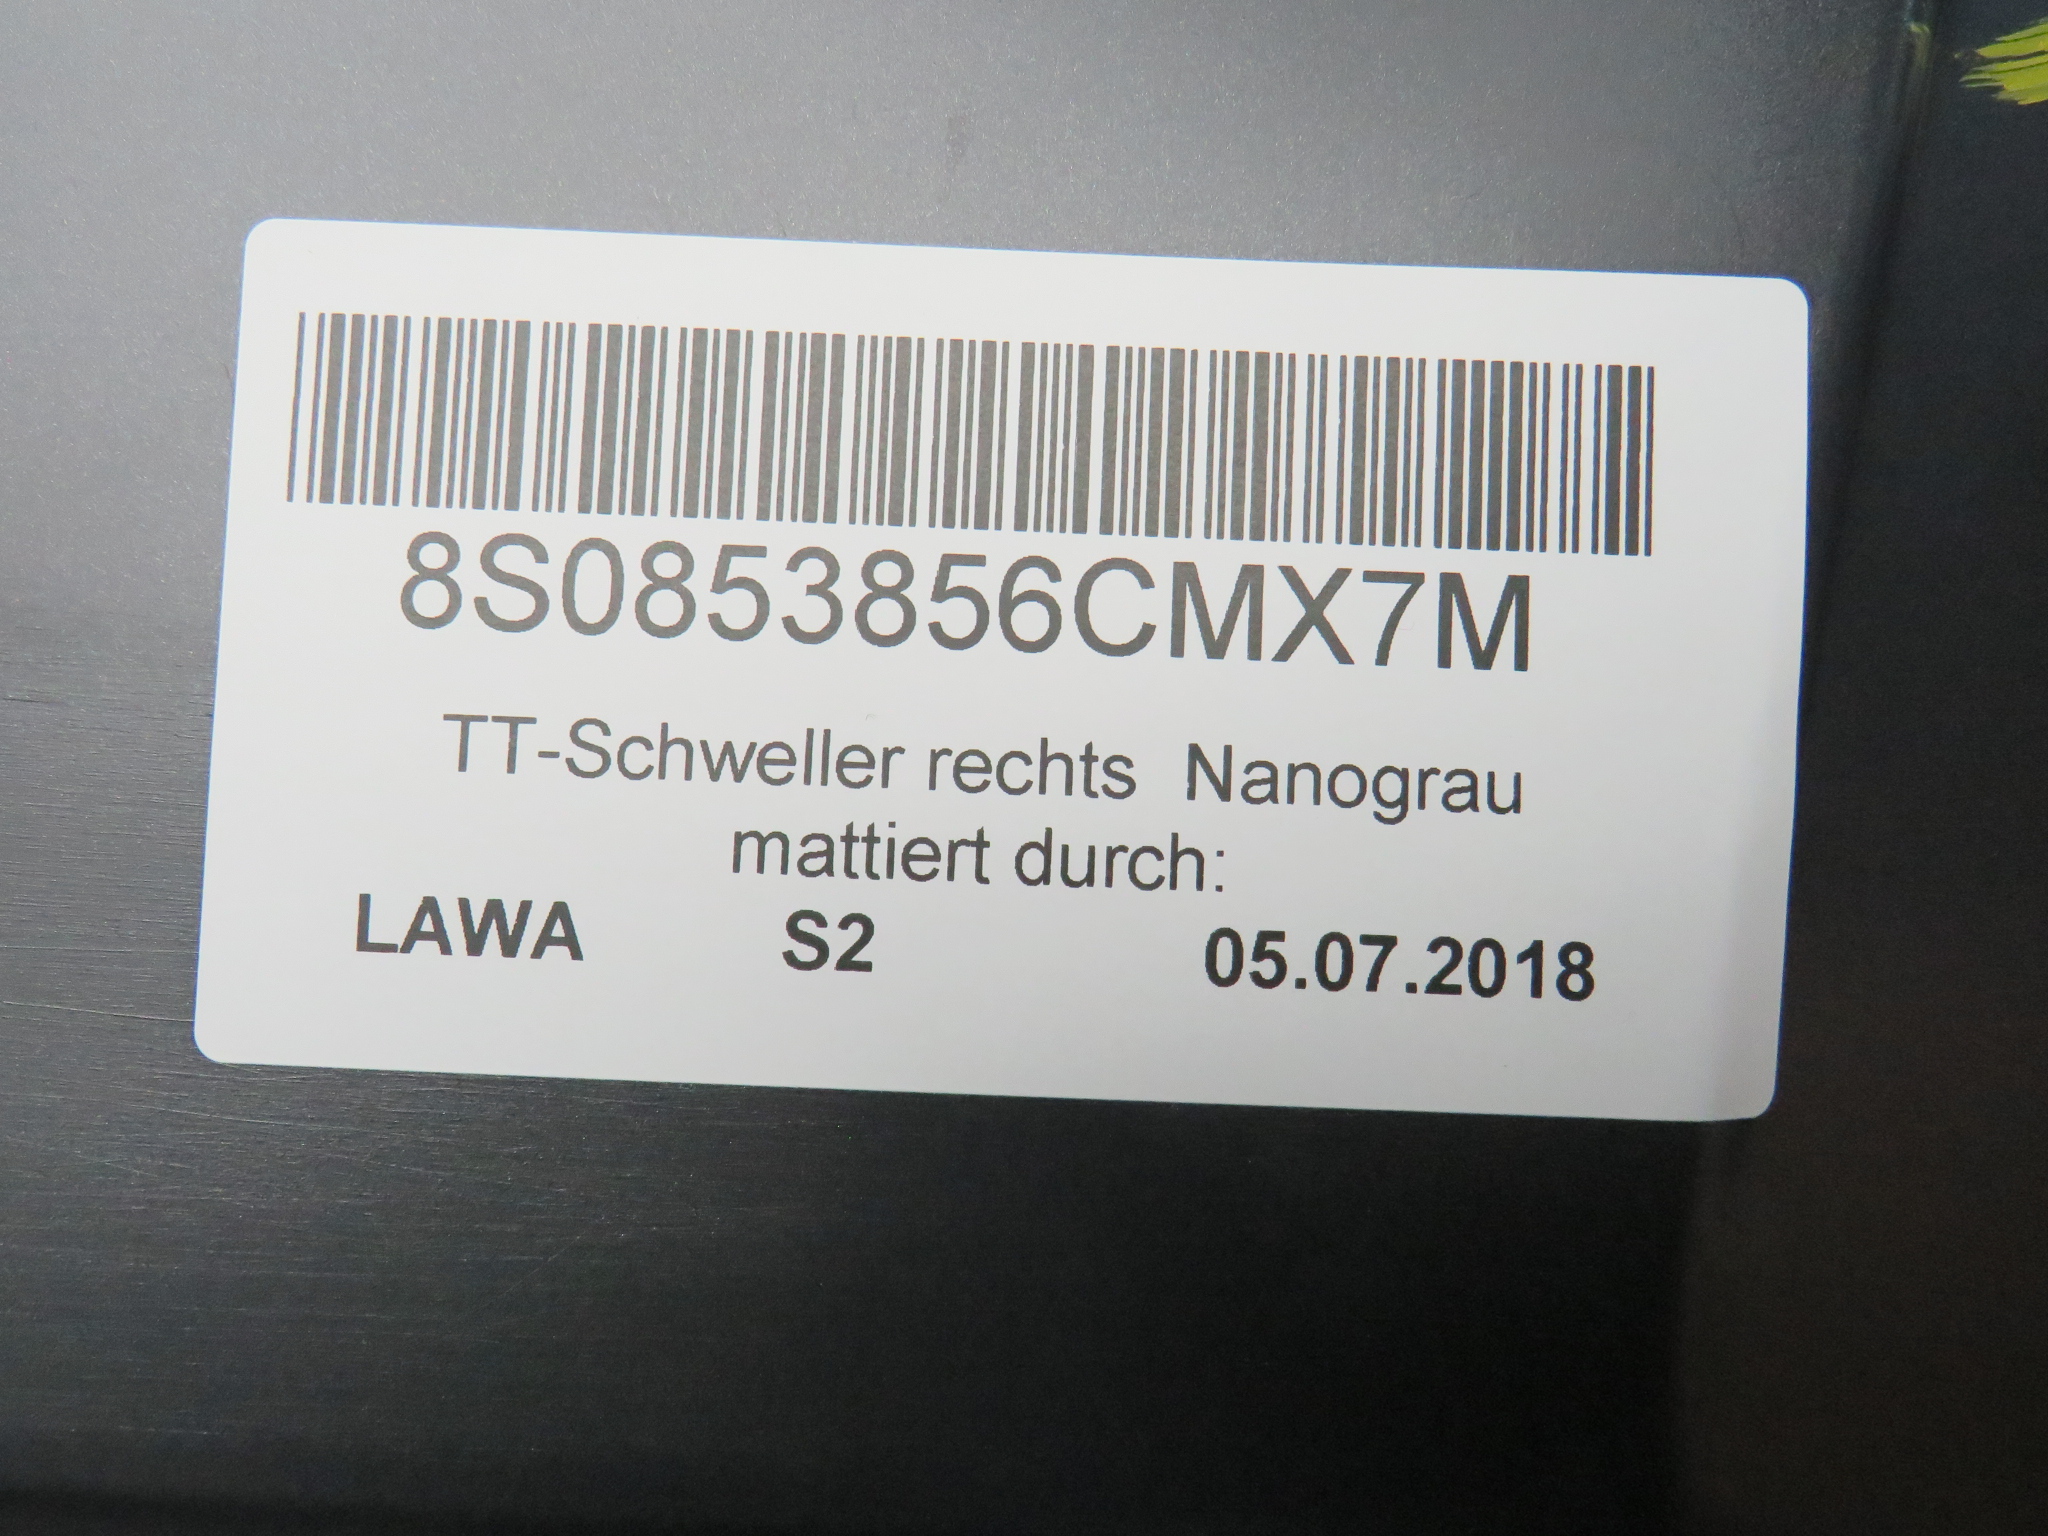 8S0853856CMX7M
TT-Schweller rechts  Nanograu
mattiert durch:
LAWA S2 05.07.2018